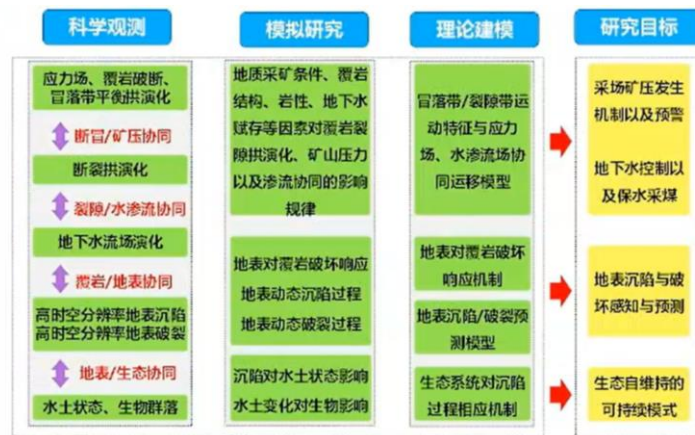 科学观测
应力场、覆岩破断、
冒落带平衡拱演化
断冒/矿压协同
断裂拱演化
裂隙/水渗流协同
地下水流场演化
覆岩/地表协同
高时空分辨率地表沉陷
高时空分辨率地表破裂
地表/生态协同
水土状态、生物群落
模拟研究
地质采矿条件、覆岩
结构、岩性、地下水
赋存等因素对覆岩裂
隙拱演化、矿山压力
以及渗流协同的影响
规律
地表对覆岩破坏响应
地表动态沉陷过程
地表动态破裂过程
沉陷对水土状态影响
水土变化对生物影响
理论建模
冒落带/裂隙带运
动特征与应力
场、水渗流场协
同运移模型
地表对覆岩破坏
响应机制
地表沉陷/破裂预
测模型
生态系统对沉陷
过程相应机制
研究目标
采场矿压发生
机制以及预警
地下水控制以
及保水采煤
地表沉陷与破
坏感知与预测
生态自维持的
可持续模式